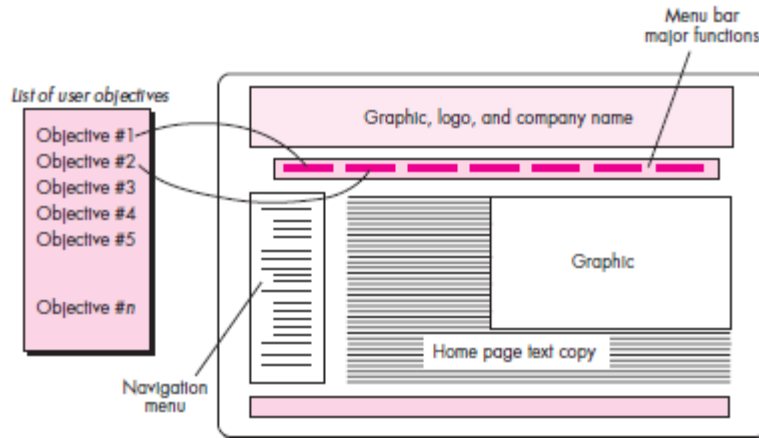 Menu bar
major functions
List of user objectives
Graphic, logo, and company name
Objective #1
Objective #2
Objective #3
Objective #4
Objective #5
Objective #n
Graphic
Home page text copy
Navigation
menu